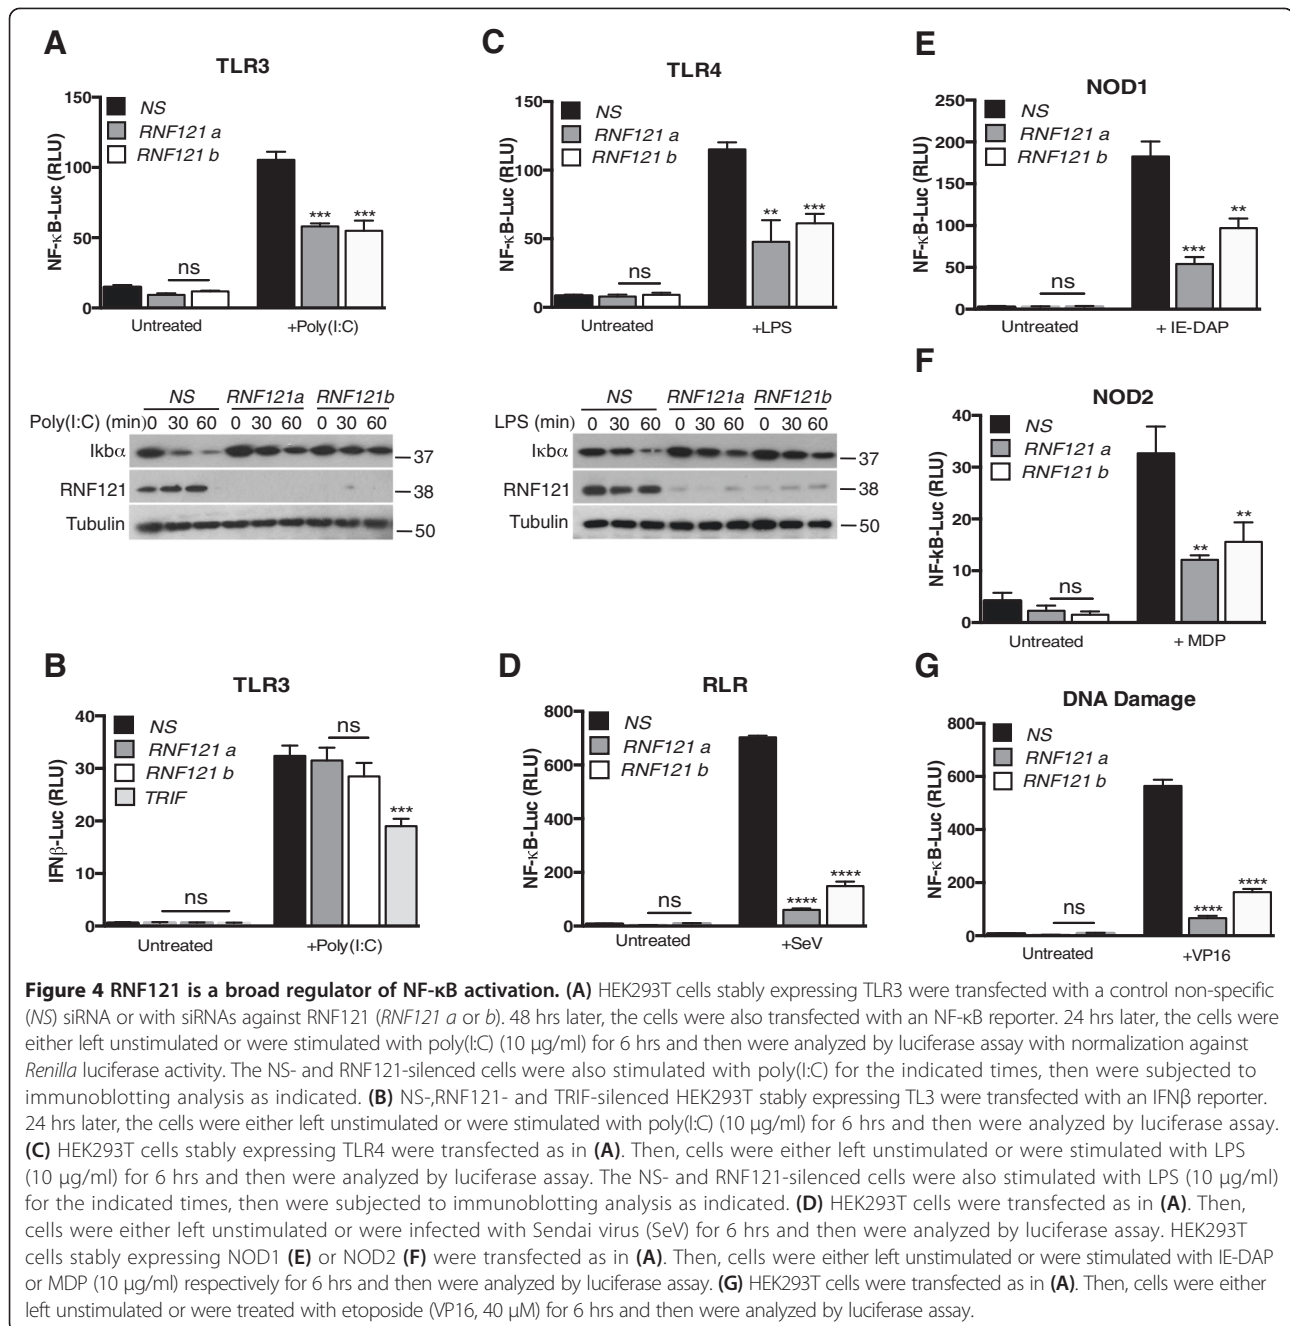 A
TLR3
NF-κB-Luc (RLU)
150
100
50
0
NS
RNF121 a
RNF121 b
*** ***
ns
Untreated
+Poly(I:C)
NS RNF121a RNF121b
Poly(I:C) (min) 0 30 60 0 30 60 0 30 60
Ikbα
37
RNF121
38
Tubulin
50
B
TLR3
IFNβ-Luc (RLU)
40
30
20
10
0
NS
RNF121 a
RNF121 b
TRIF
ns
***
ns
Untreated
+Poly(I:C)
C
TLR4
NF-κB-Luc (RLU)
150
100
50
0
NS
RNF121 a
RNF121 b
** ***
ns
Untreated
+LPS
NS RNF121a RNF121b
LPS (min) 0 30 60 0 30 60 0 30 60
Iκbα
37
RNF121
38
Tubulin
50
D
RLR
NF-κB-Luc (RLU)
800
600
400
200
0
NS
RNF121 a
RNF121 b
**** ****
ns
Untreated
+SeV
E
NOD1
NF-κB-Luc (RLU)
250
200
150
100
50
0
NS
RNF121 a
RNF121 b
*** **
ns
Untreated
+ IE-DAP
F
NOD2
NF-kB-Luc (RLU)
40
30
20
10
0
NS
RNF121 a
RNF121 b
** **
ns
Untreated
+ MDP
G
DNA Damage
NF-κB-Luc (RLU)
800
600
400
200
0
NS
RNF121 a
RNF121 b
**** ****
ns
Untreated
+VP16
Figure 4 RNF121 is a broad regulator of NF-κB activation. (A) HEK293T cells stably expressing TLR3 were transfected with a control non-specific
(NS) siRNA or with siRNAs against RNF121 (RNF121 a or b). 48 hrs later, the cells were also transfected with an NF-κB reporter. 24 hrs later, the cells were
either left unstimulated or were stimulated with poly(I:C) (10 μg/ml) for 6 hrs and then were analyzed by luciferase assay with normalization against
Renilla luciferase activity. The NS- and RNF121-silenced cells were also stimulated with poly(I:C) for the indicated times, then were subjected to
immunoblotting analysis as indicated. (B) NS-,RNF121- and TRIF-silenced HEK293T stably expressing TL3 were transfected with an IFNβ reporter.
24 hrs later, the cells were either left unstimulated or were stimulated with poly(I:C) (10 μg/ml) for 6 hrs and then were analyzed by luciferase assay.
(C) HEK293T cells stably expressing TLR4 were transfected as in (A). Then, cells were either left unstimulated or were stimulated with LPS
(10 μg/ml) for 6 hrs and then were analyzed by luciferase assay. The NS- and RNF121-silenced cells were also stimulated with LPS (10 μg/ml)
for the indicated times, then were subjected to immunoblotting analysis as indicated. (D) HEK293T cells were transfected as in (A). Then,
cells were either left unstimulated or were infected with Sendai virus (SeV) for 6 hrs and then were analyzed by luciferase assay. HEK293T
cells stably expressing NOD1 (E) or NOD2 (F) were transfected as in (A). Then, cells were either left unstimulated or were stimulated with IE-DAP
or MDP (10 μg/ml) respectively for 6 hrs and then were analyzed by luciferase assay. (G) HEK293T cells were transfected as in (A). Then, cells were either
left unstimulated or were treated with etoposide (VP16, 40 μM) for 6 hrs and then were analyzed by luciferase assay.